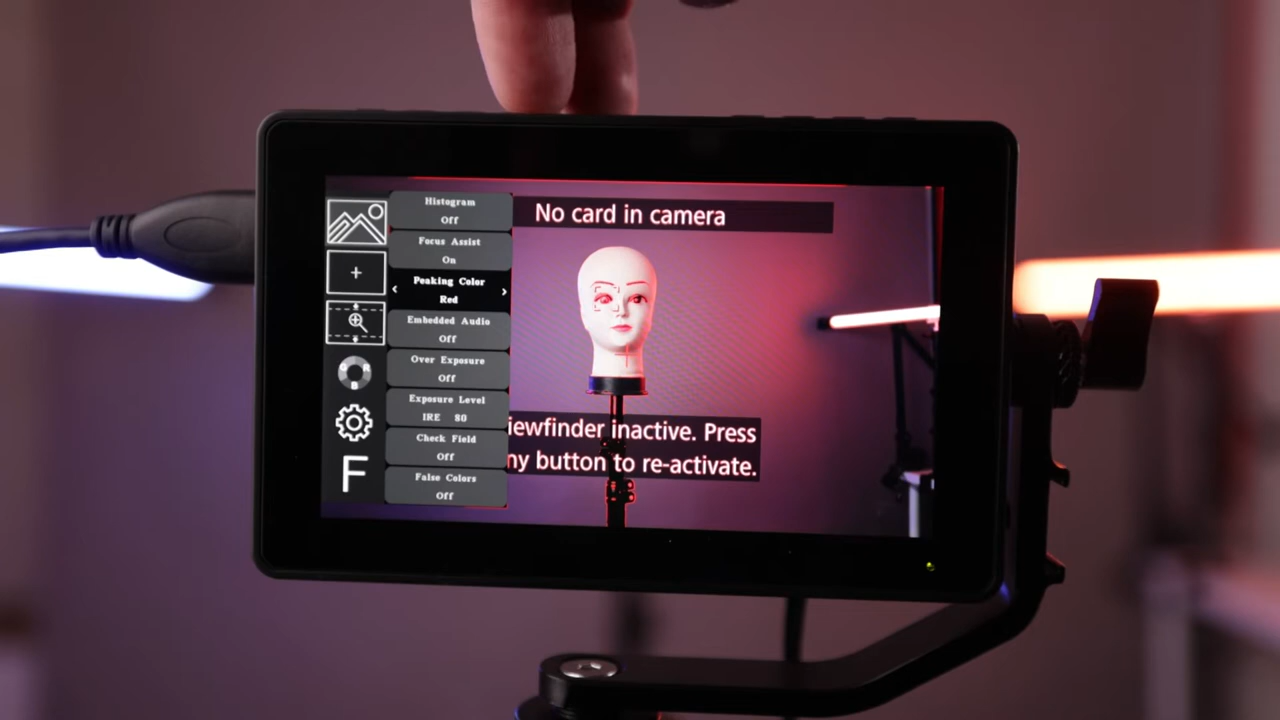 Histogram
Off
Focus Assist
On
Peaking Color
Red
Embedded Audio
Off
Over Exposure
Off
Exposure Level
IRE 80
Check Field
Off
False Colors
Off
G R
B
F
No card in camera
iewfinder inactive. Press
ny button to re-activate.